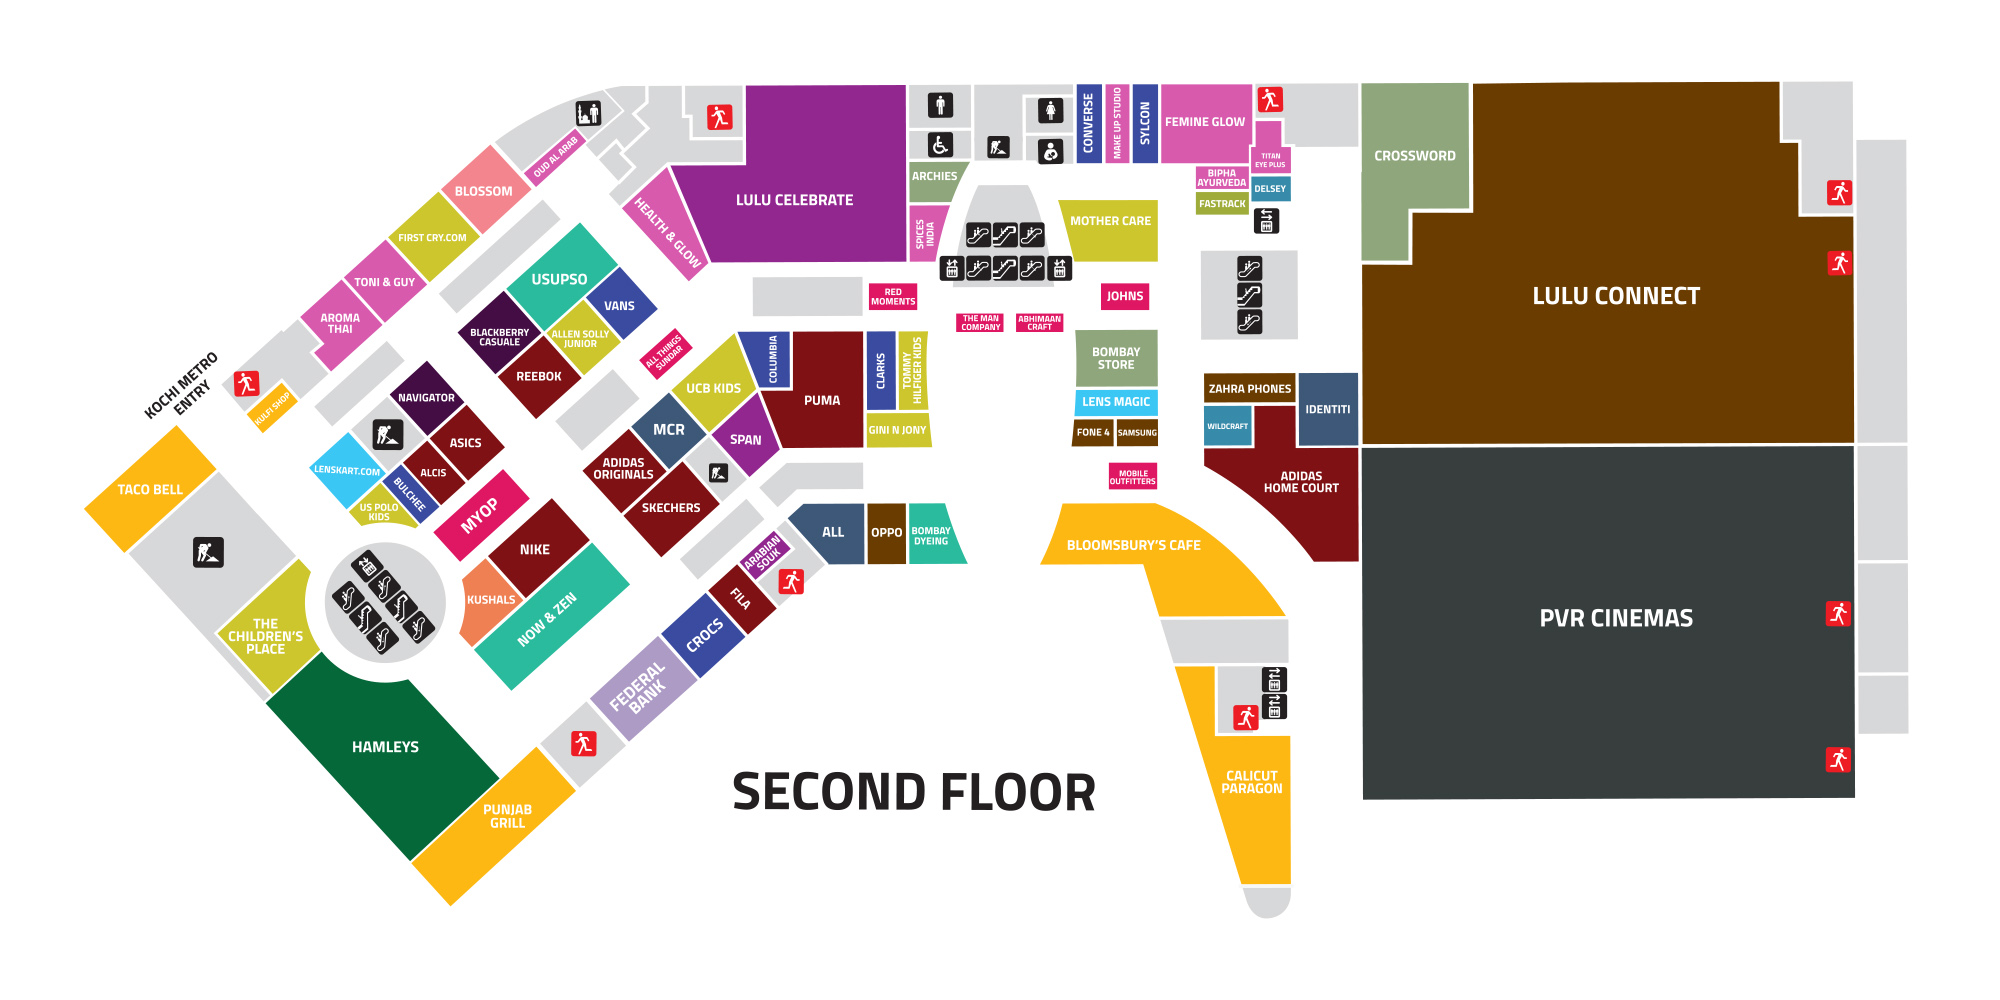 OUD AL ARAB
BLOSSOM
FIRST CRY.COM
TONI & GUY
AROMA
THAI
KOCHI METRO
ENTRY
KULFI SHOP
HEALTH & GLOW
LULU CELEBRATE
ARCHIES
SPICES
INDIA
CONVERSE
MAKE UP STUDIO
SYLCON
FEMINE GLOW
TITAN
EYE PLUS
BIPHA
AYURVEDA
DELSEY
FASTRACK
MOTHER CARE
CROSSWORD
LULU CONNECT
USUPSO
VANS
BLACKBERRY
CASUALE
ALLEN SOLLY
JUNIOR
REEBOK
ALL THINGS
SUNDAR
RED
MOMENTS
THE MAN
COMPANY
ABHIMAAN
CRAFT
JOHNS
NAVIGATOR
ASICS
ALCIS
LENSKART.COM
BULCHEE
US POLO
KIDS
MYOP
UCB KIDS
COLUMBIA
PUMA
CLARKS
TOMMY
HILFIGER KIDS
GINI N JONY
MCR
SPAN
ADIDAS
ORIGINALS
SKECHERS
BOMBAY
STORE
LENS MAGIC
FONE 4
SAMSUNG
MOBILE
OUTFITTERS
ZAHRA PHONES
WILDCRAFT
IDENTITI
ADIDAS
HOME COURT
TACO BELL
NIKE
KUSHALS
NOW & ZEN
ARABIAN
SOUK
ALL
OPPO
BOMBAY
DYEING
FILA
CROCS
FEDERAL
BANK
BLOOMSBURY'S CAFE
PVR CINEMAS
THE
CHILDREN'S
PLACE
HAMLEYS
PUNJAB
GRILL
CALICUT
PARAGON
SECOND FLOOR